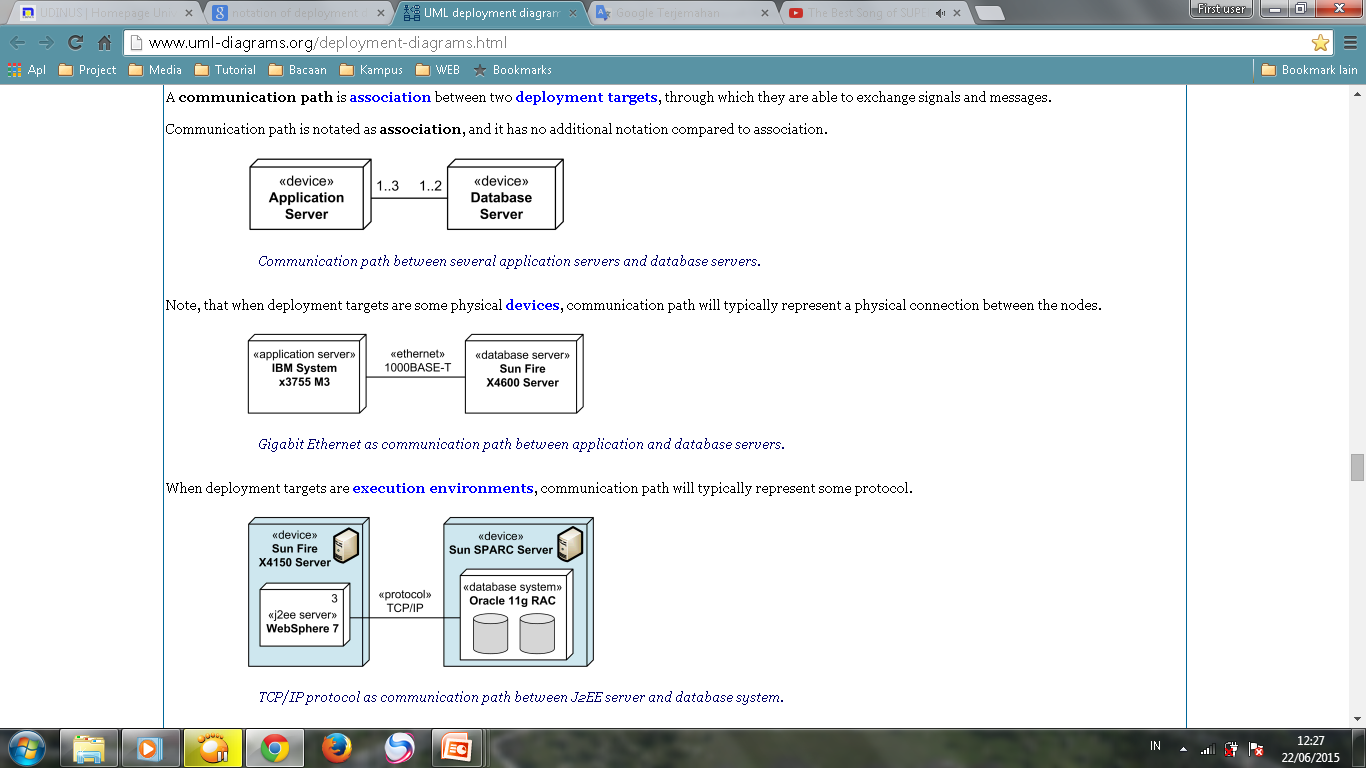 UDINUS | Homepage Uni
notation of deployment d
UML deployment diagram
Google Terjemahan
The Best Song of SUPE
First user
www.uml-diagrams.org/deployment-diagrams.html
Apl Project Media Tutorial Bacaan Kampus WEB Bookmarks Bookmark lain
A communication path is association between two deployment targets, through which they are able to exchange signals and messages.
Communication path is notated as association, and it has no additional notation compared to association.
«device»
Application
Server
1..3 1..2
«device»
Database
Server
Communication path between several application servers and database servers.
Note, that when deployment targets are some physical devices, communication path will typically represent a physical connection between the nodes.
«application server»
IBM System
x3755 M3
«ethernet»
1000BASE-T
«database server»
Sun Fire
X4600 Server
Gigabit Ethernet as communication path between application and database servers.
When deployment targets are execution environments, communication path will typically represent some protocol.
«device»
Sun Fire
X4150 Server
3
«j2ee server»
WebSphere 7
«protocol»
TCP/IP
«device»
Sun SPARC Server
«database system»
Oracle 11g RAC
TCP/IP protocol as communication path between J2EE server and database system.
IN
12:27
22/06/2015